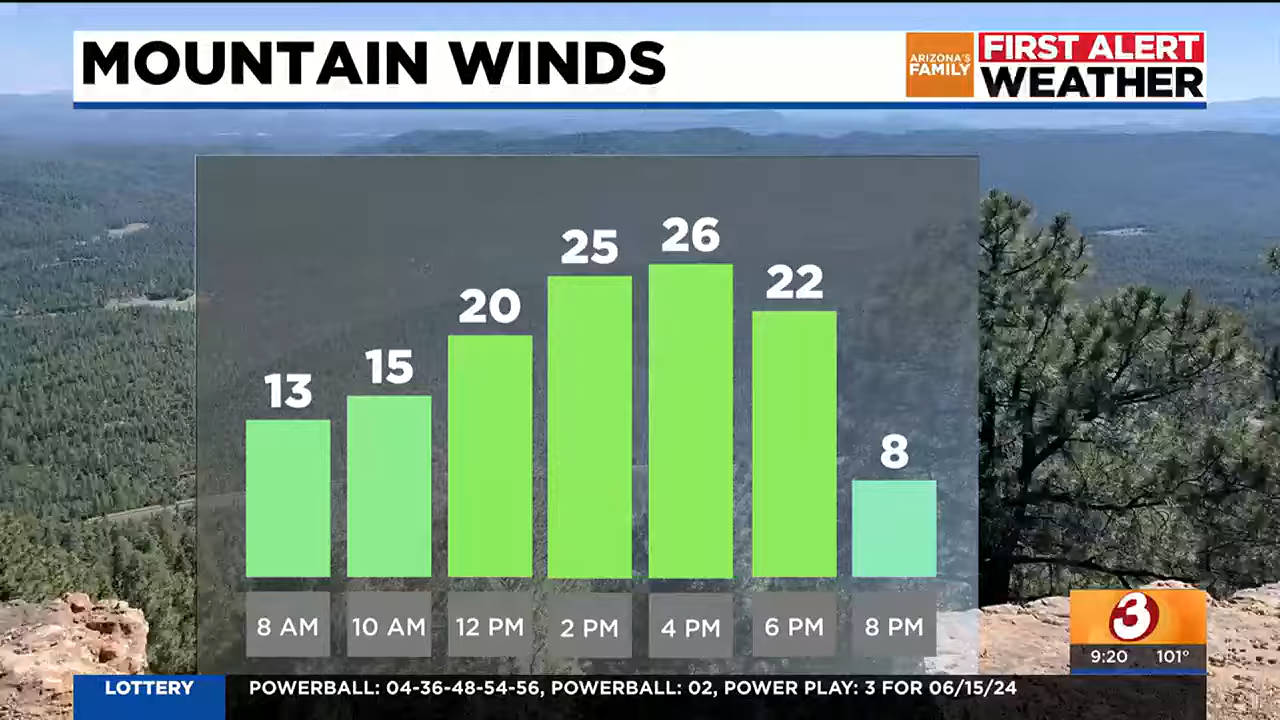 MOUNTAIN WINDS
ARIZONA'S
FAMILY
FIRST ALERT
WEATHER
13 15 20 25 26 22 8
8 AM 10 AM 12 PM 2 PM 4 PM 6 PM 8 PM
3
9:20 101°
LOTTERY POWERBALL: 04-36-48-54-56, POWERBALL: 02, POWER PLAY: 3 FOR 06/15/24